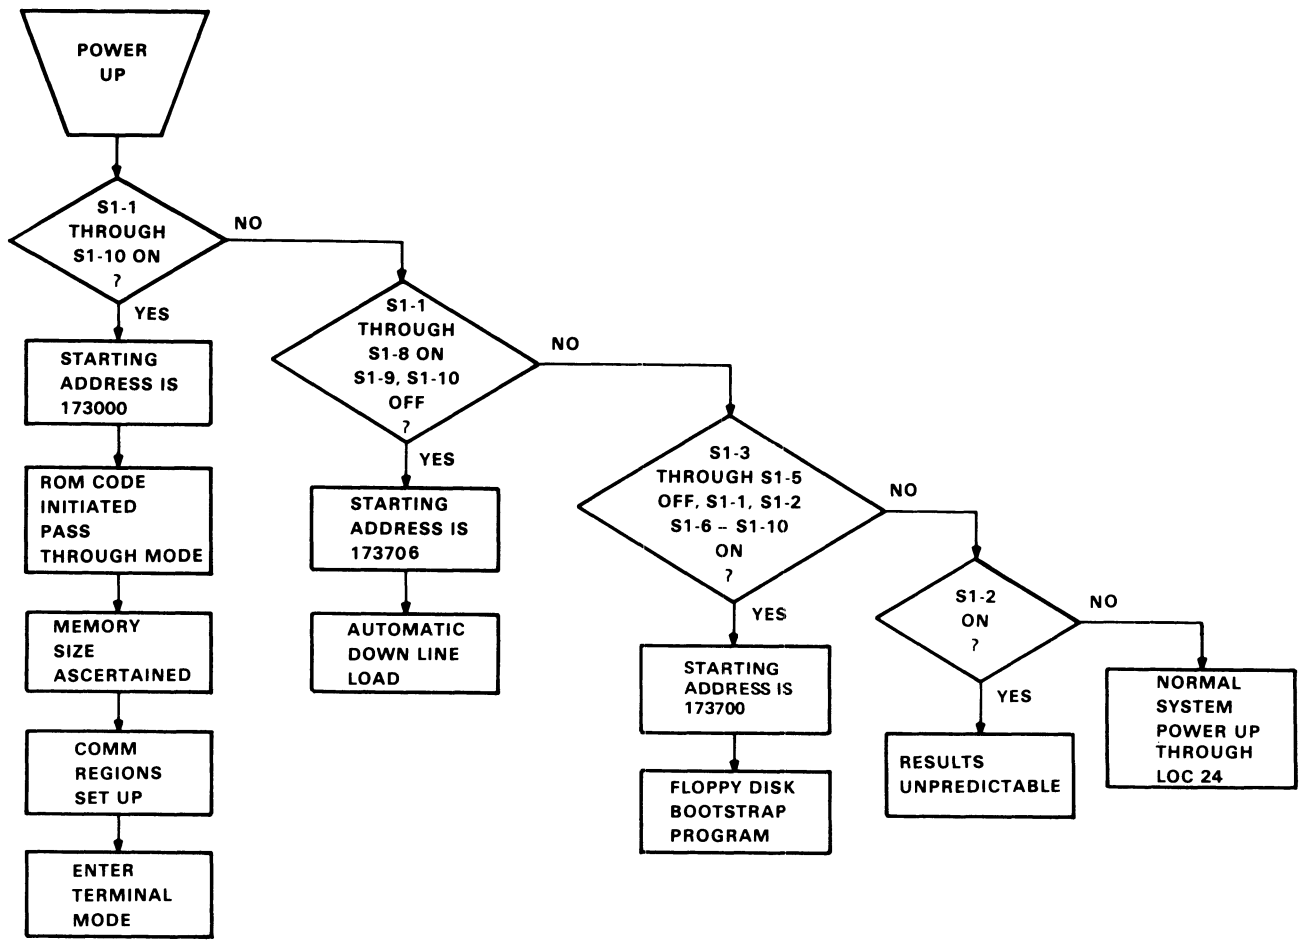 POWER
UP
S1-1
THROUGH
S1-10 ON
?
NO
YES
STARTING
ADDRESS IS
173000
ROM CODE
INITIATED
PASS
THROUGH MODE
MEMORY
SIZE
ASCERTAINED
COMM
REGIONS
SET UP
ENTER
TERMINAL
MODE
S1-1
THROUGH
S1-8 ON
S1-9, S1-10
OFF
?
NO
YES
STARTING
ADDRESS IS
173706
AUTOMATIC
DOWN LINE
LOAD
S1-3
THROUGH S1-5
OFF, S1-1, S1-2
S1-6 – S1-10
ON
?
NO
YES
STARTING
ADDRESS IS
173700
FLOPPY DISK
BOOTSTRAP
PROGRAM
S1-2
ON
?
NO
YES
RESULTS
UNPREDICTABLE
NORMAL
SYSTEM
POWER UP
THROUGH
LOC 24